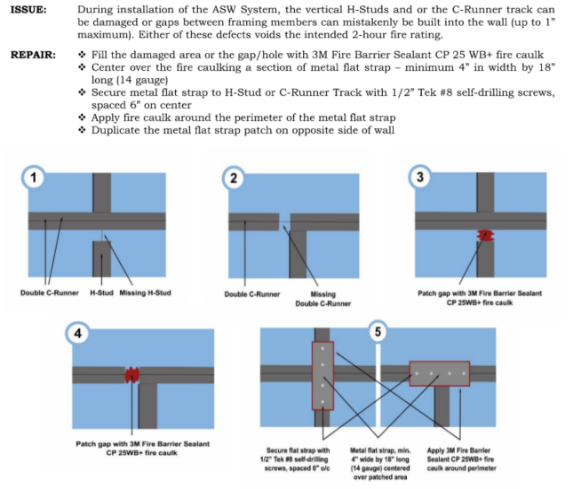 ISSUE: During installation of the ASW System, the vertical H-Studs and or the C-Runner track can
be damaged or gaps between framing members can mistakenly be built into the wall (up to 1"
maximum). Either of these defects voids the intended 2-hour fire rating.
REPAIR: ❖ Fill the damaged area or the gap/hole with 3M Fire Barrier Sealant CP 25 WB+ fire caulk
❖ Center over the fire caulking a section of metal flat strap – minimum 4" in width by 18"
long (14 gauge)
❖ Secure metal flat strap to H-Stud or C-Runner Track with 1/2" Tek #8 self-drilling screws,
spaced 6" on center
❖ Apply fire caulk around the perimeter of the metal flat strap
❖ Duplicate the metal flat strap patch on opposite side of wall
1
Double C-Runner H-Stud Missing H-Stud
2
Double C-Runner Missing
Double C-Runner
3
Patch gap with 3M Fire Barrier Sealant
CP 25WB+ fire caulk
4
Patch gap with 3M Fire Barrier Sealant
CP 25WB+ fire caulk
5
Secure flat strap with
1/2" Tek #8 self-drilling
screws, spaced 6" o/c
Metal flat strap, min.
4" wide by 18" long
(14 gauge) centered
over patched area
Apply 3M Fire Barrier
Sealant CP 25WB+ fire
caulk around perimeter